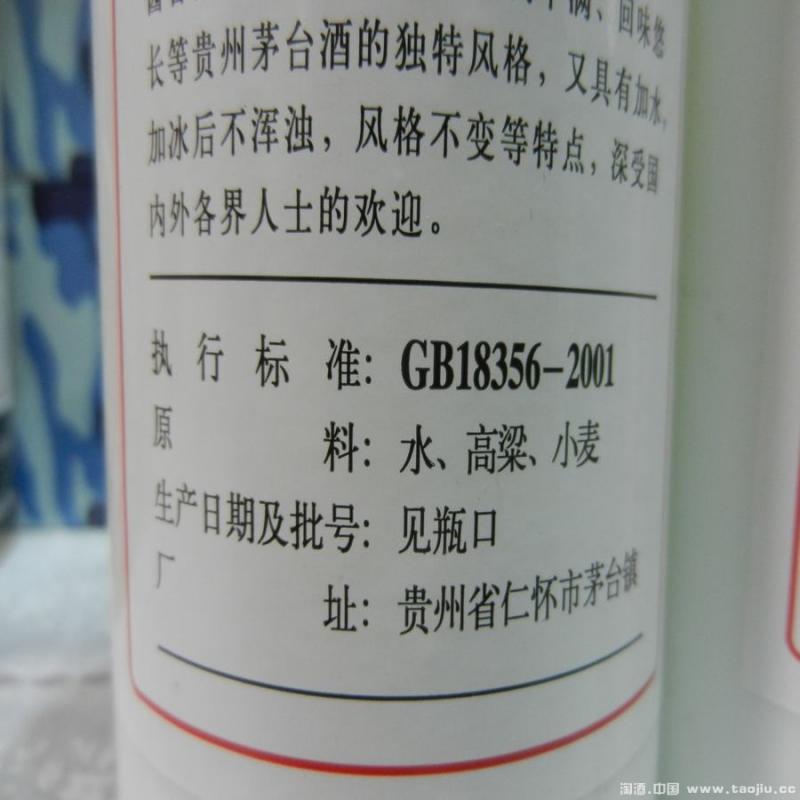 满、回味悠
长等贵州茅台酒的独特风格，又具有加水、
加冰后不浑浊，风格不变等特点，深受国
内外各界人士的欢迎。
执行标准：GB18356-2001
原料：水、高粱、小麦
生产日期及批号：见瓶口
厂址：贵州省仁怀市茅台镇
淘酒.中国 www.taojiu.cc